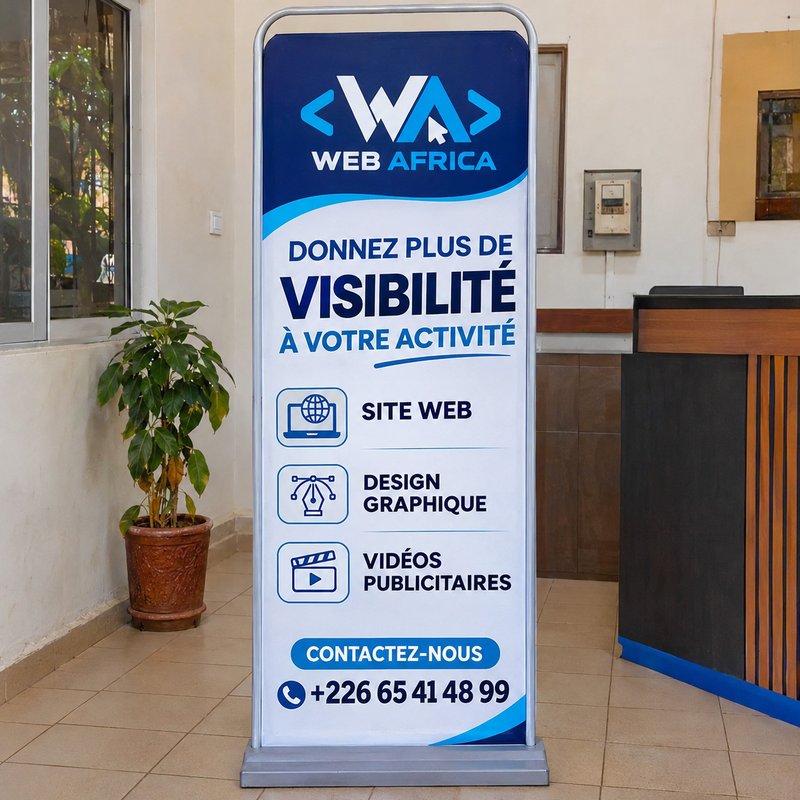 WA
WEB AFRICA
DONNEZ PLUS DE
VISIBILITÉ
À VOTRE ACTIVITÉ
SITE WEB
DESIGN
GRAPHIQUE
VIDÉOS
PUBLICITAIRES
CONTACTEZ-NOUS
+226 65 41 48 99